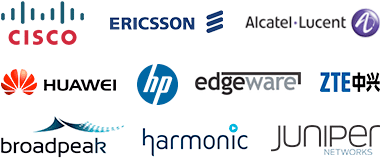 CISCO
ERICSSON
Alcatel·Lucent
HUAWEI
hp
edgeware
ZTE中兴
broadpeak
harmonic
JUNIPER
NETWORKS